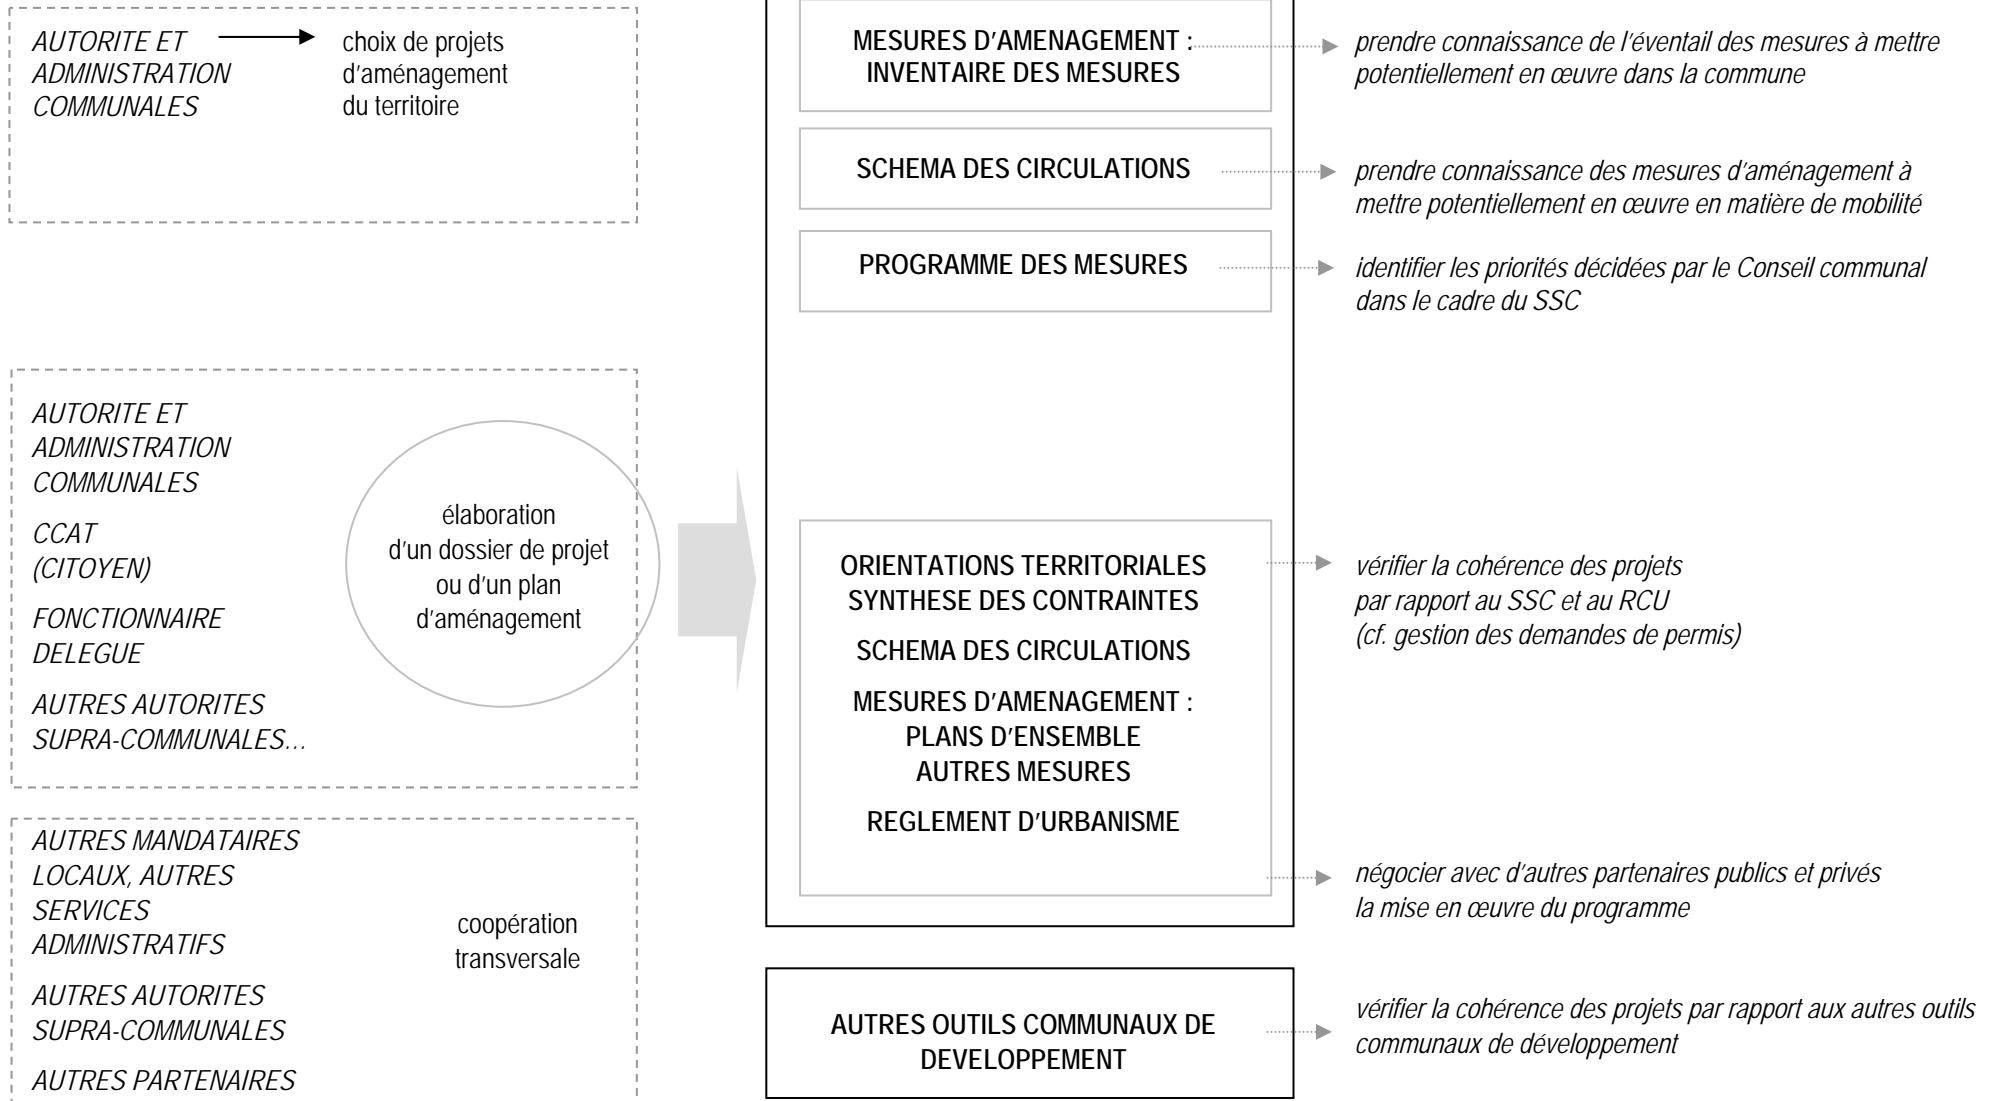 AUTORITE ET
ADMINISTRATION
COMMUNALES
choix de projets
d'aménagement
du territoire
MESURES D'AMENAGEMENT :
INVENTAIRE DES MESURES
prendre connaissance de l'éventail des mesures à mettre
potentiellement en œuvre dans la commune
SCHEMA DES CIRCULATIONS
prendre connaissance des mesures d'aménagement à
mettre potentiellement en œuvre en matière de mobilité
PROGRAMME DES MESURES
identifier les priorités décidées par le Conseil communal
dans le cadre du SSC
AUTORITE ET
ADMINISTRATION
COMMUNALES
CCAT
(CITOYEN)
FONCTIONNAIRE
DELEGUE
AUTRES AUTORITES
SUPRA-COMMUNALES…
élaboration
d'un dossier de projet
ou d'un plan
d'aménagement
ORIENTATIONS TERRITORIALES
SYNTHESE DES CONTRAINTES
SCHEMA DES CIRCULATIONS
MESURES D'AMENAGEMENT :
PLANS D'ENSEMBLE
AUTRES MESURES
REGLEMENT D'URBANISME
vérifier la cohérence des projets
par rapport au SSC et au RCU
(cf. gestion des demandes de permis)
négocier avec d'autres partenaires publics et privés
la mise en œuvre du programme
AUTRES MANDATAIRES
LOCAUX, AUTRES
SERVICES
ADMINISTRATIFS
AUTRES AUTORITES
SUPRA-COMMUNALES
AUTRES PARTENAIRES
coopération
transversale
AUTRES OUTILS COMMUNAUX DE
DEVELOPPEMENT
vérifier la cohérence des projets par rapport aux autres outils
communaux de développement